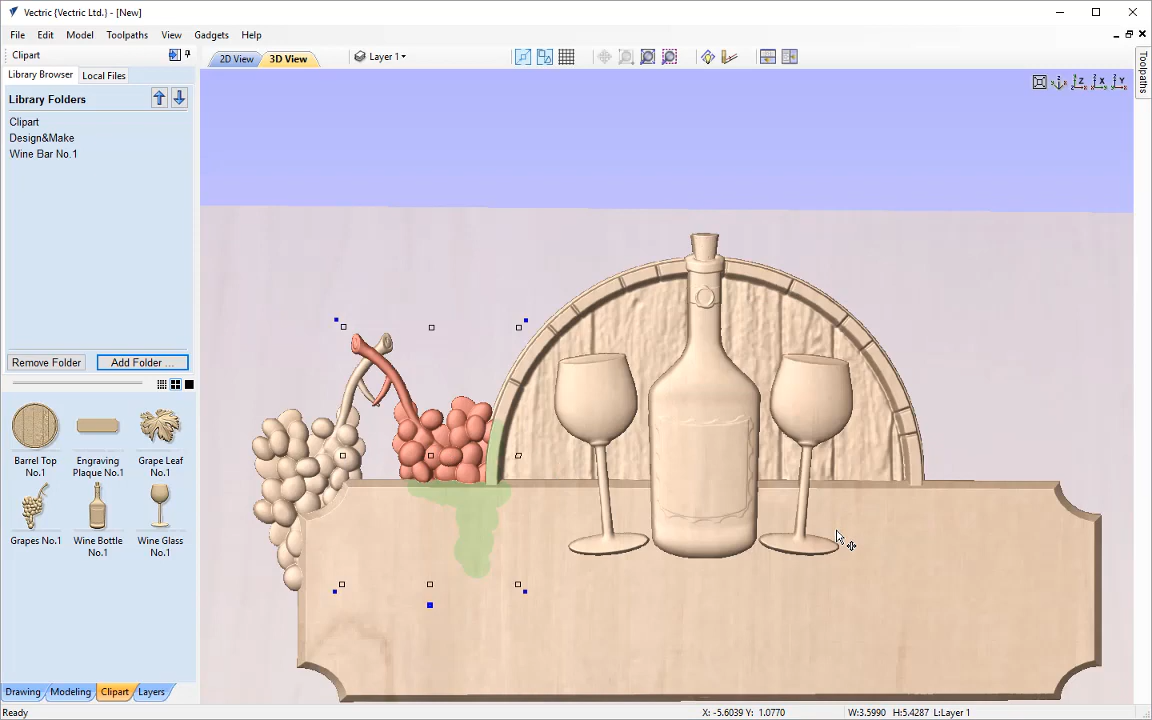 Vectric {Vectric Ltd.} - [New]
File Edit Model Toolpaths View Gadgets Help
Clipart
2D View 3D View Layer 1
Library Browser Local Files
Library Folders
Clipart
Design&Make
Wine Bar No.1
Remove Folder Add Folder ...
Barrel Top No.1
Engraving Plaque No.1
Grape Leaf No.1
Grapes No.1
Wine Bottle No.1
Wine Glass No.1
Drawing Modeling Clipart Layers
Ready
X: -5.6039 Y: 1.0770
W:3.5990 H:5.4287 L:Layer 1
Toolpaths
Z X Y